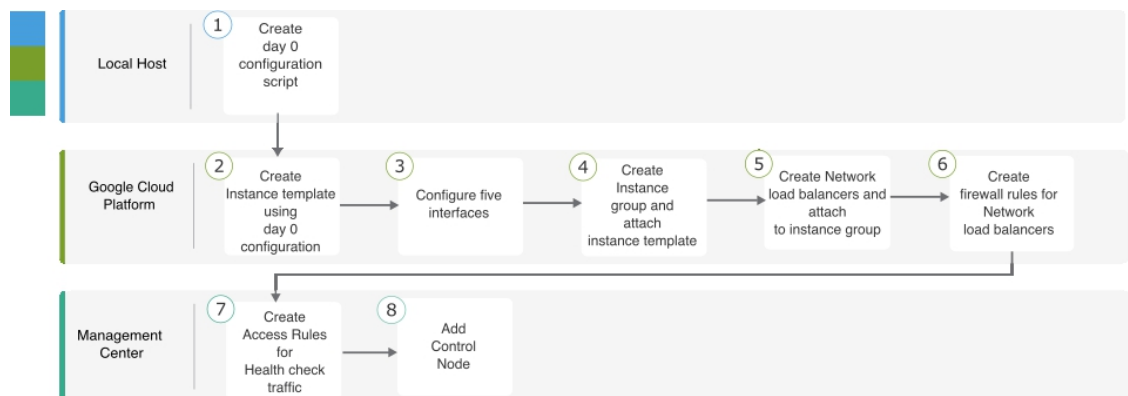 Local Host
1
Create
day 0
configuration
script
Google Cloud
Platform
2
Create
Instance template
using
day 0
configuration
3
Configure five
interfaces
4
Create
Instance
group and
attach
instance template
5
Create Network
load balancers and
attach
to instance group
6
Create
firewall rules for
Network
load balancers
Management
Center
7
Create
Access Rules
for
Health check
traffic
8
Add
Control
Node